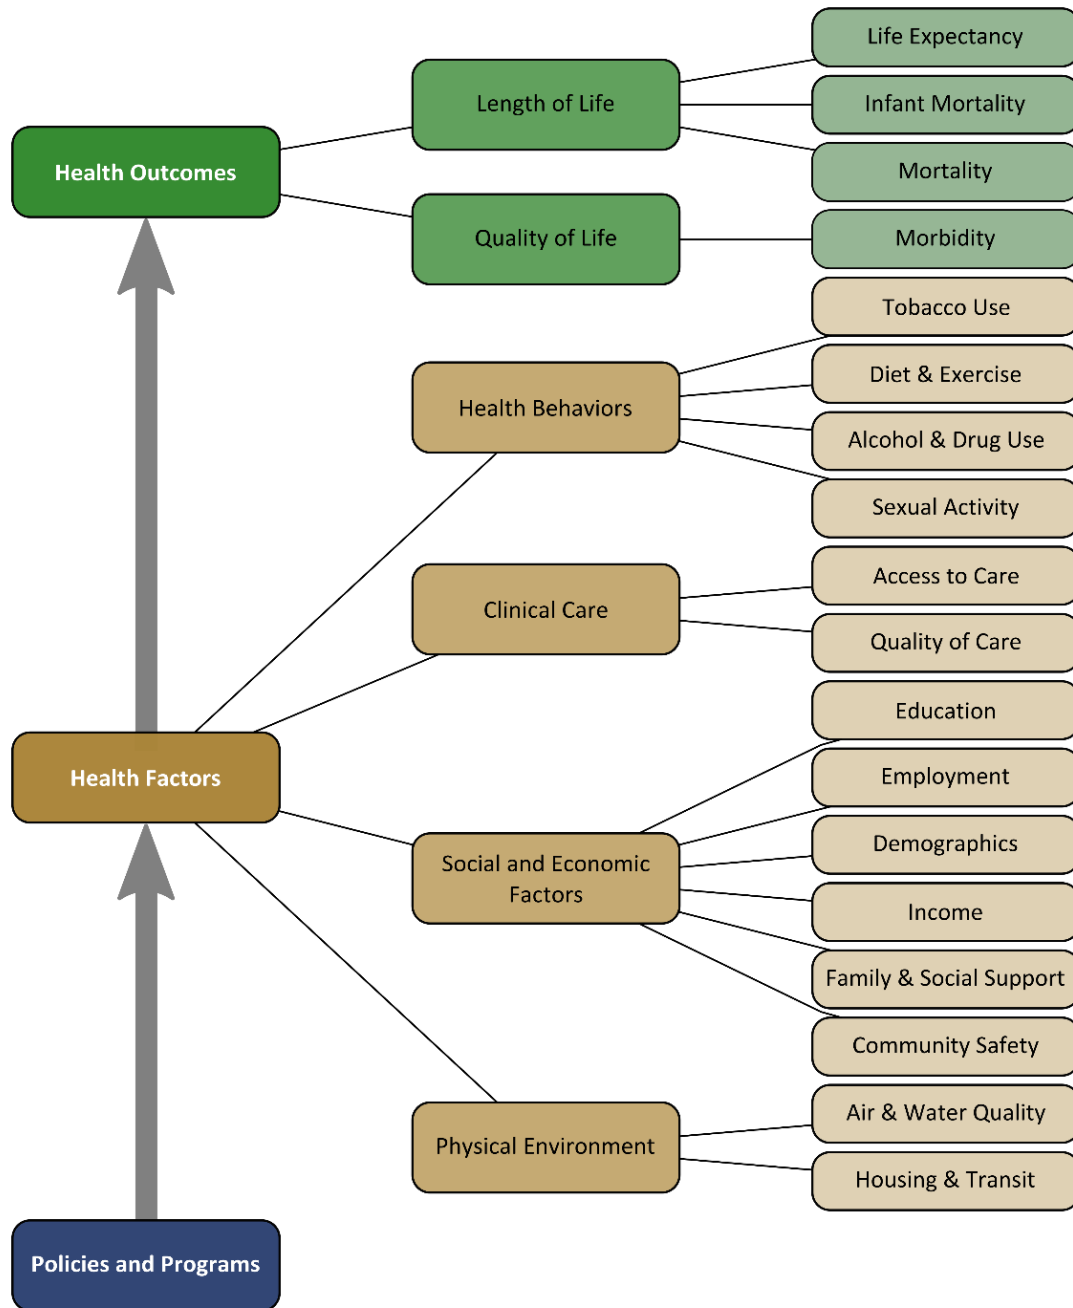 Health Outcomes
Length of Life
Life Expectancy
Infant Mortality
Mortality
Quality of Life
Morbidity
Health Factors
Health Behaviors
Tobacco Use
Diet & Exercise
Alcohol & Drug Use
Sexual Activity
Clinical Care
Access to Care
Quality of Care
Social and Economic
Factors
Education
Employment
Demographics
Income
Family & Social Support
Community Safety
Physical Environment
Air & Water Quality
Housing & Transit
Policies and Programs